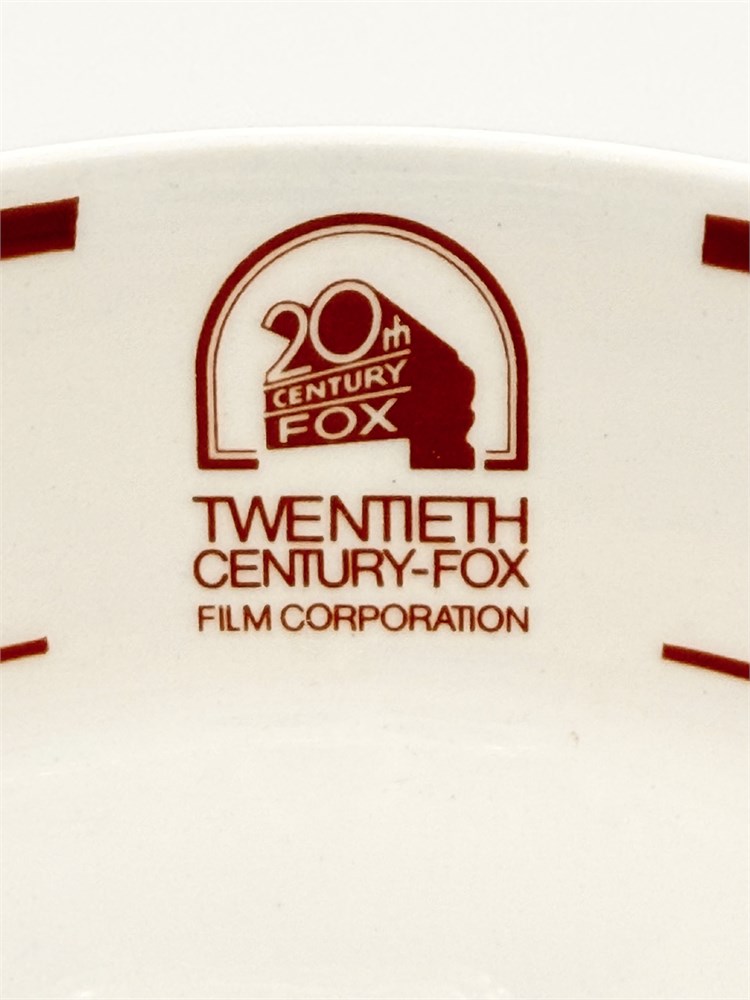 20th
CENTURY
FOX
TWENTIETH
CENTURY-FOX
FILM CORPORATION